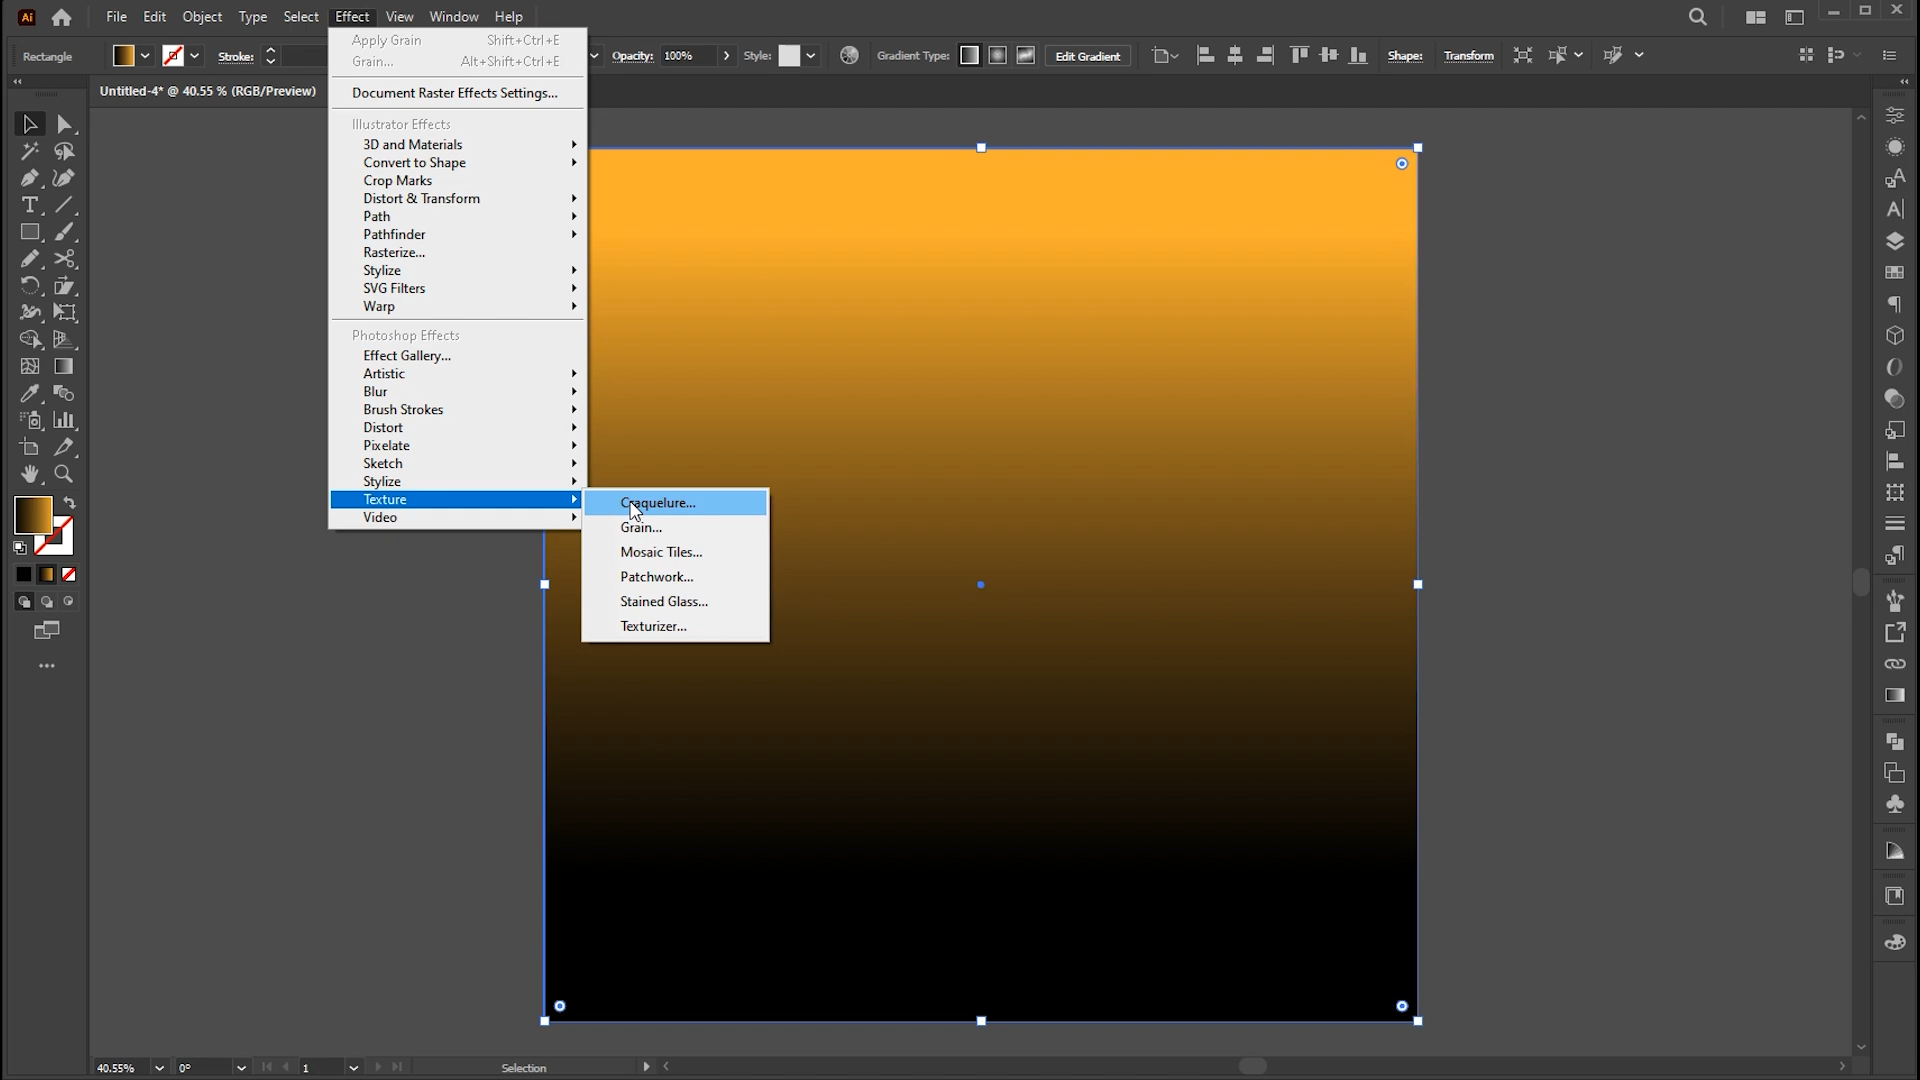 Ai File Edit Object Type Select Effect View Window Help
Rectangle Stroke: Opacity: 100% Style: Gradient Type: Edit Gradient Shape: Transform
Untitled-4* @ 40.55 % (RGB/Preview)
Apply Grain Shift+Ctrl+E
Grain... Alt+Shift+Ctrl+E
Document Raster Effects Settings...
Illustrator Effects
3D and Materials
Convert to Shape
Crop Marks
Distort & Transform
Path
Pathfinder
Rasterize...
Stylize
SVG Filters
Warp
Photoshop Effects
Effect Gallery...
Artistic
Blur
Brush Strokes
Distort
Pixelate
Sketch
Stylize
Texture
Video
Craquelure...
Grain...
Mosaic Tiles...
Patchwork...
Stained Glass...
Texturizer...
40.55% 0° 1 Selection